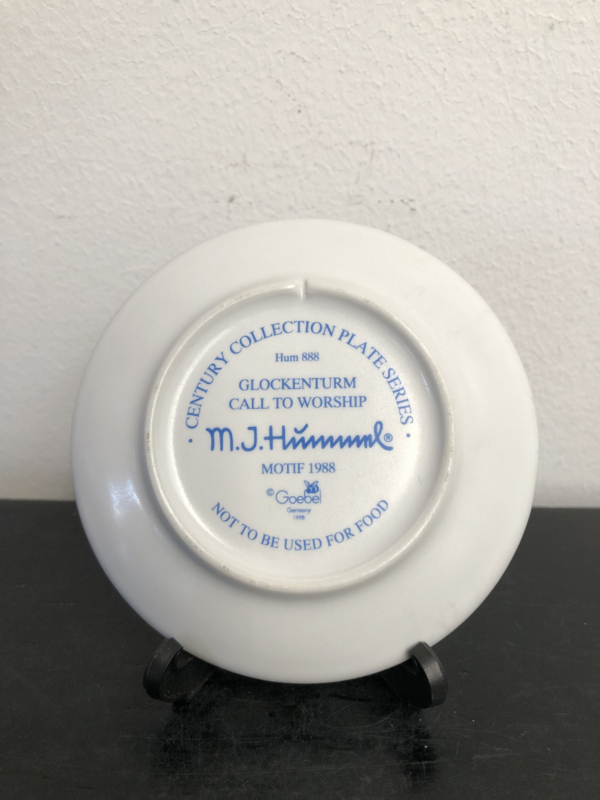 CENTURY COLLECTION PLATE SERIES
Hum 888
GLOCKENTURM
CALL TO WORSHIP
M.J.Hummel®
MOTIF 1988
© Goebel
Germany
1998
NOT TO BE USED FOR FOOD